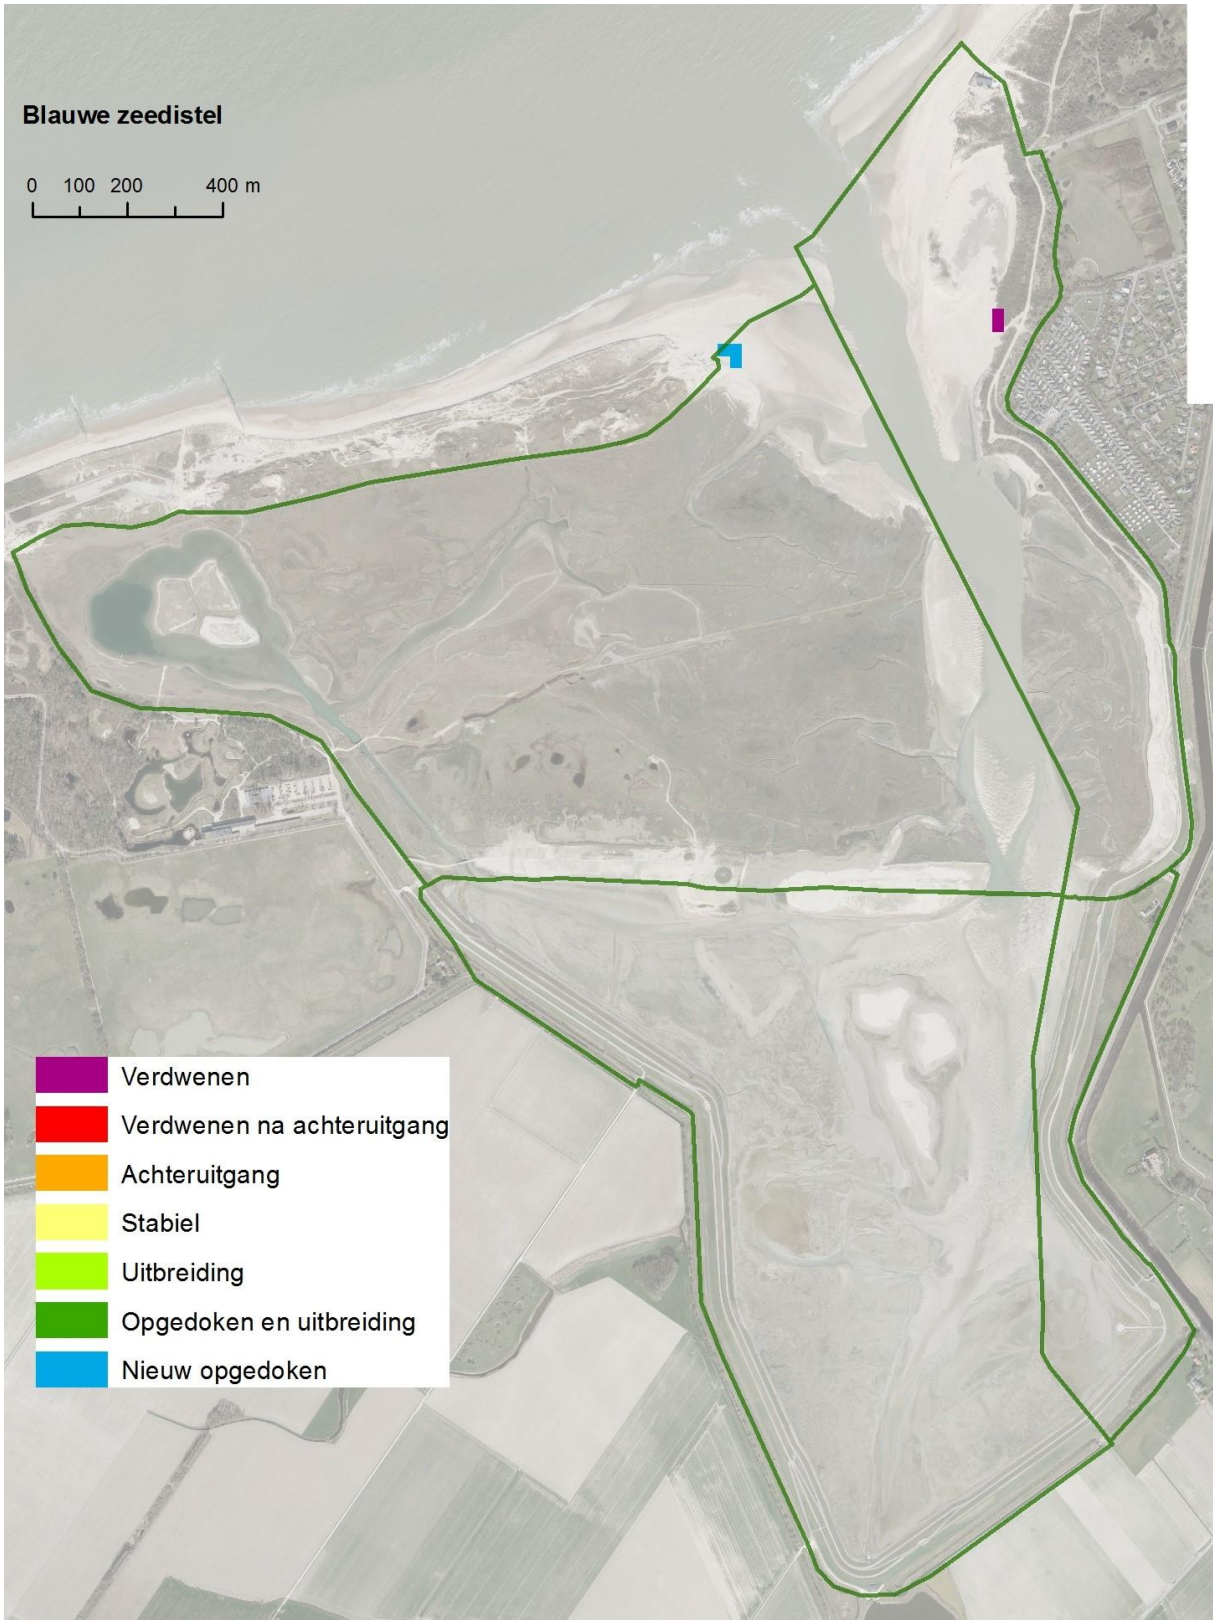 Blauwe zeedistel
0 100 200 400 m
Verdwenen
Verdwenen na achteruitgang
Achteruitgang
Stabiel
Uitbreiding
Opgedoken en uitbreiding
Nieuw opgedoken